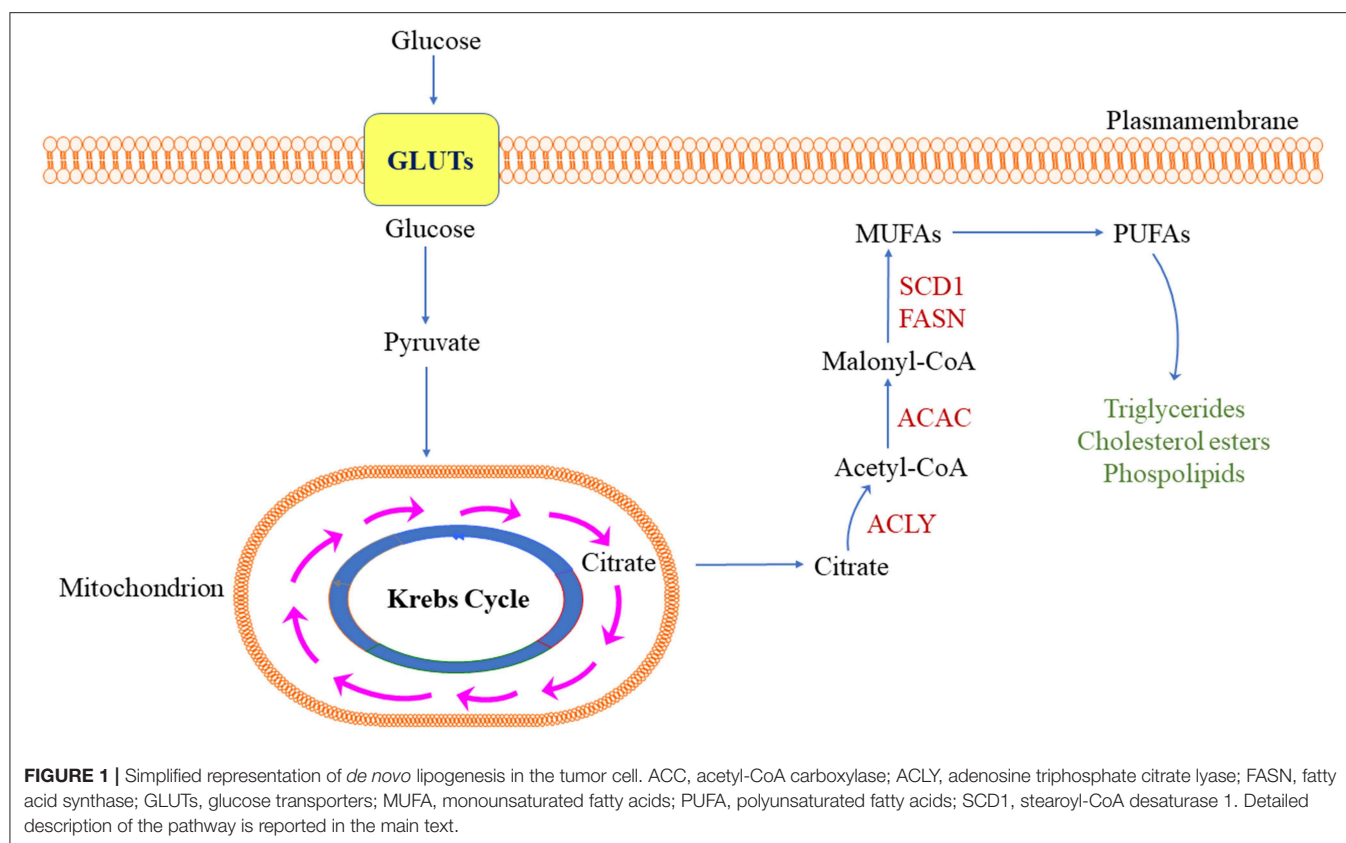 Glucose
Plasmamembrane
GLUTs
Glucose
Pyruvate
Mitochondrion
Krebs Cycle
Citrate
Citrate
ACLY
Acetyl-CoA
ACAC
Malonyl-CoA
SCD1
FASN
MUFAs
PUFAs
Triglycerides
Cholesterol esters
Phospolipids
FIGURE 1 | Simplified representation of de novo lipogenesis in the tumor cell. ACC, acetyl-CoA carboxylase; ACLY, adenosine triphosphate citrate lyase; FASN, fatty
acid synthase; GLUTs, glucose transporters; MUFA, monounsaturated fatty acids; PUFA, polyunsaturated fatty acids; SCD1, stearoyl-CoA desaturase 1. Detailed
description of the pathway is reported in the main text.